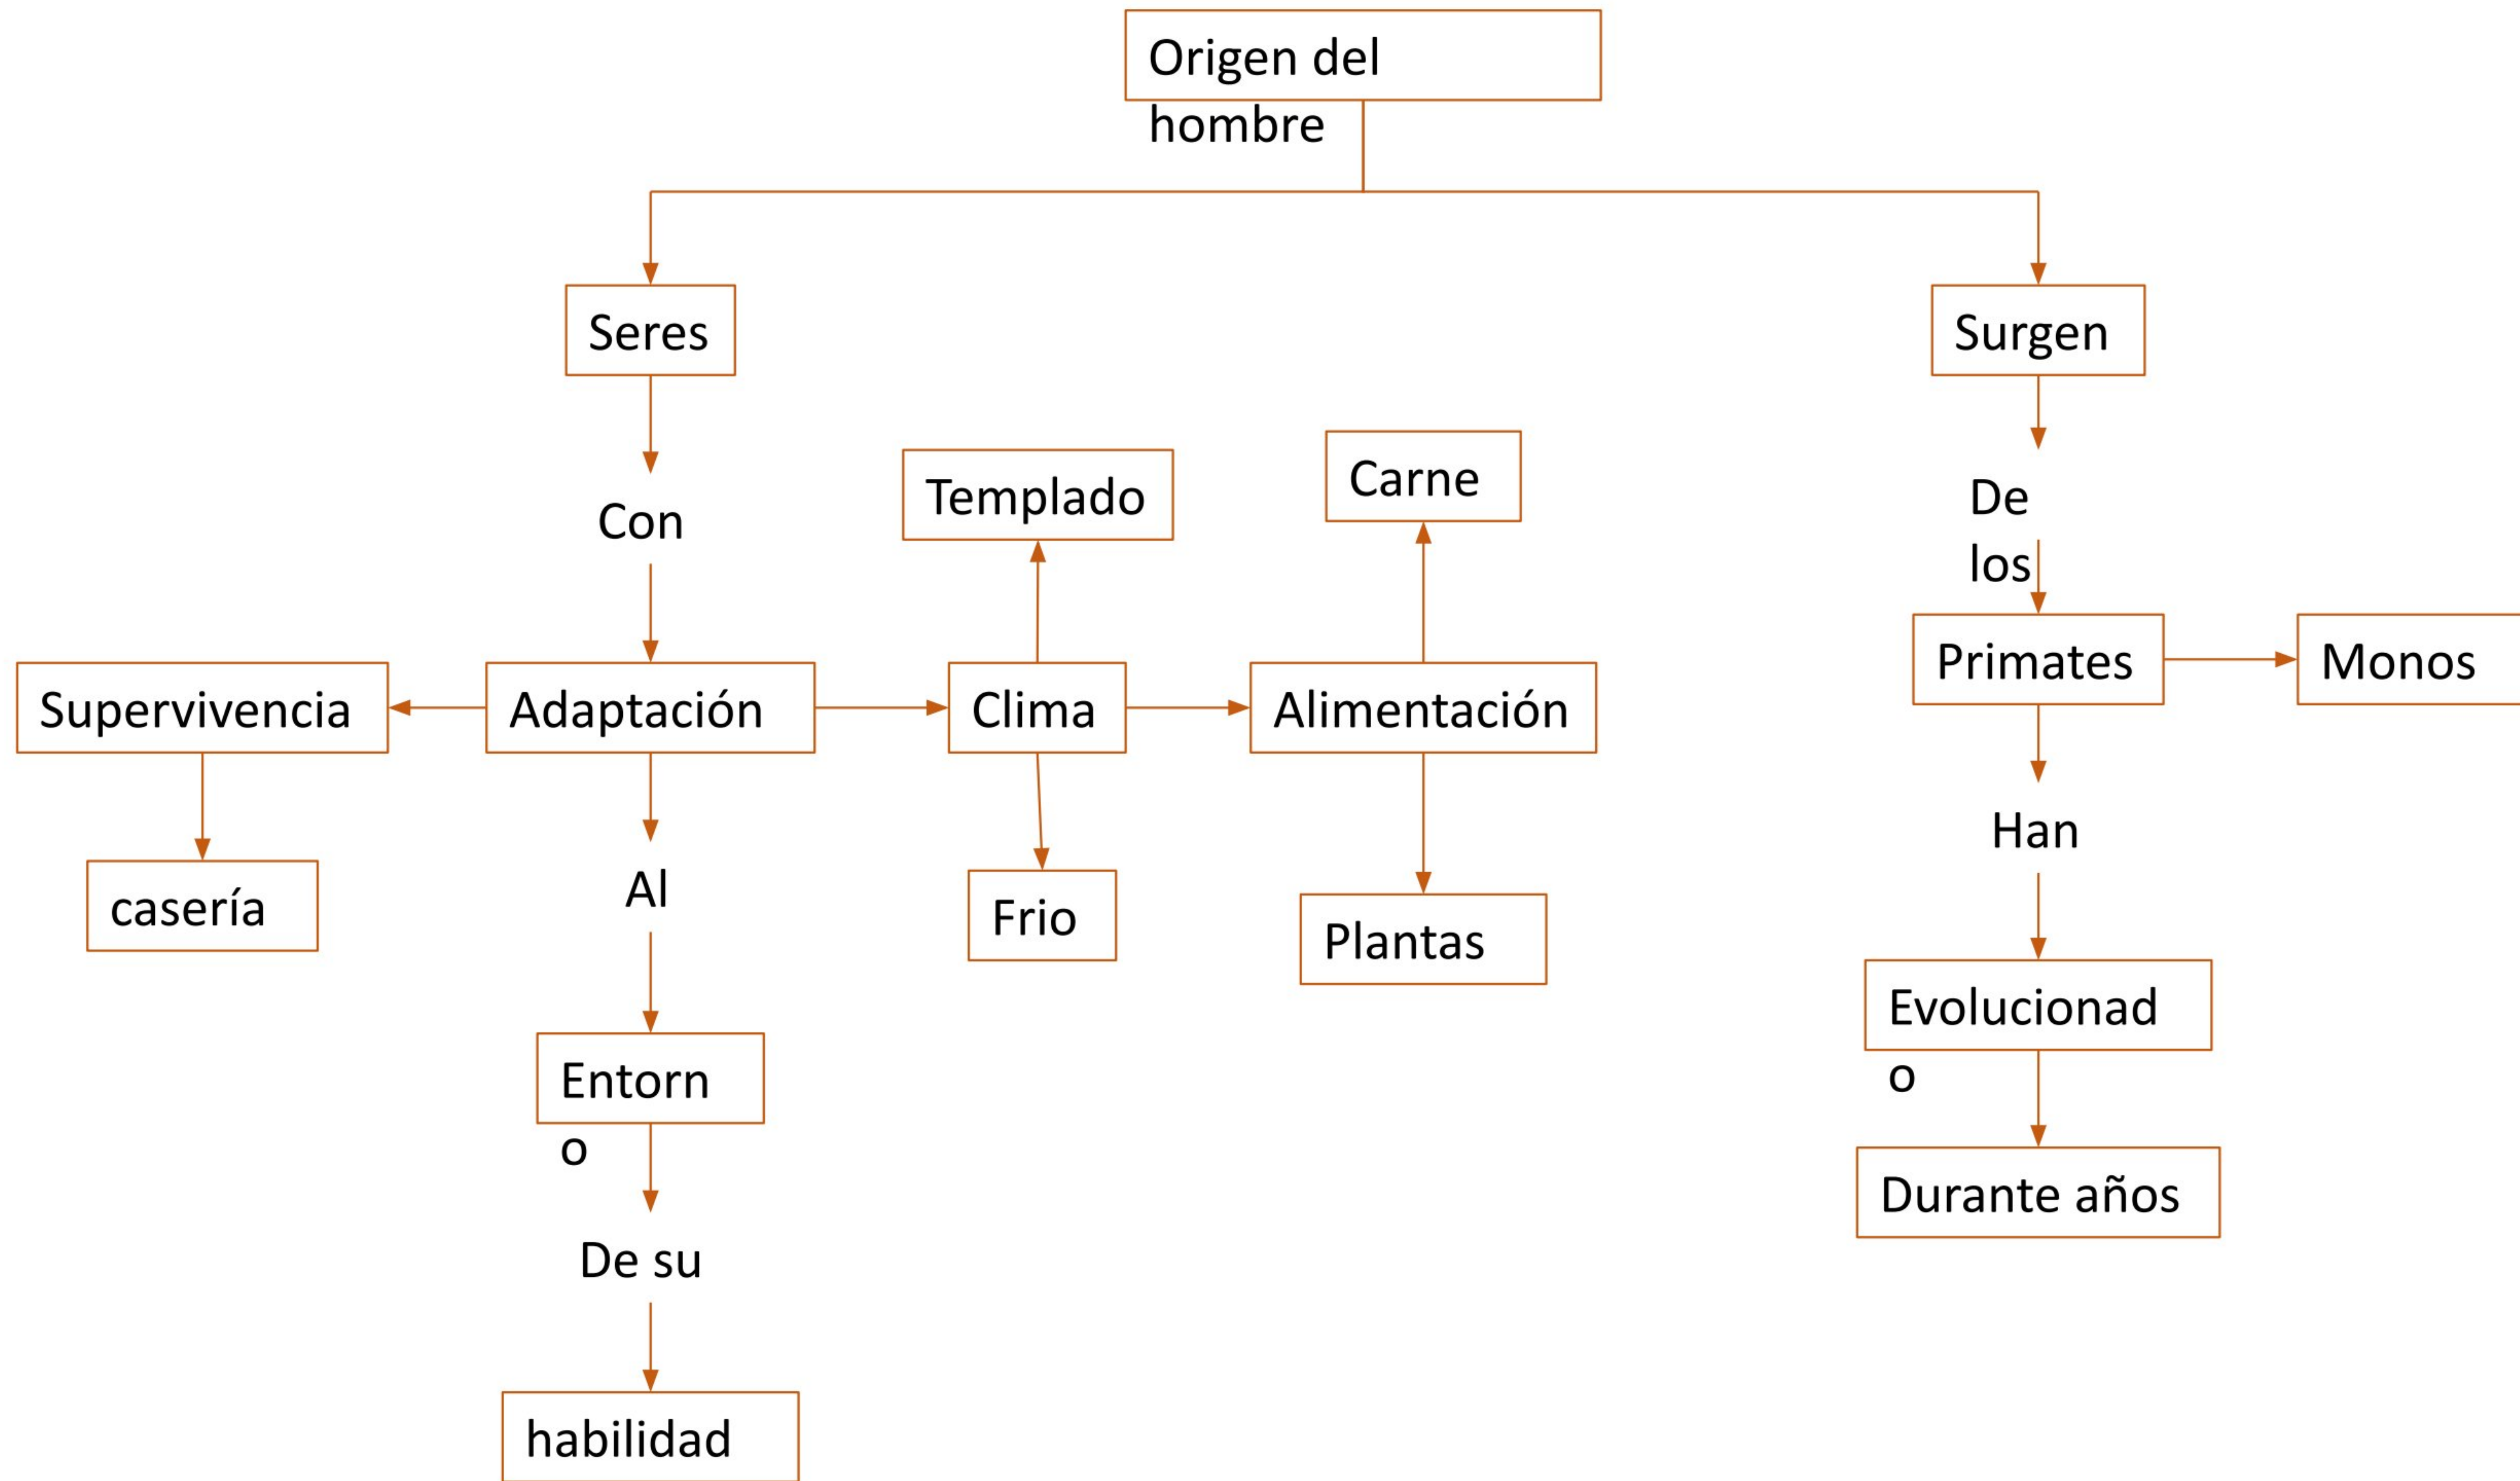 Origen del
hombre
Seres
Surgen
Con
Templado
Carne
De
los
Supervivencia
Adaptación
Clima
Alimentación
Primates
Monos
casería
Al
Frio
Plantas
Han
Entorn
o
Evolucionad
o
De su
Durante años
habilidad